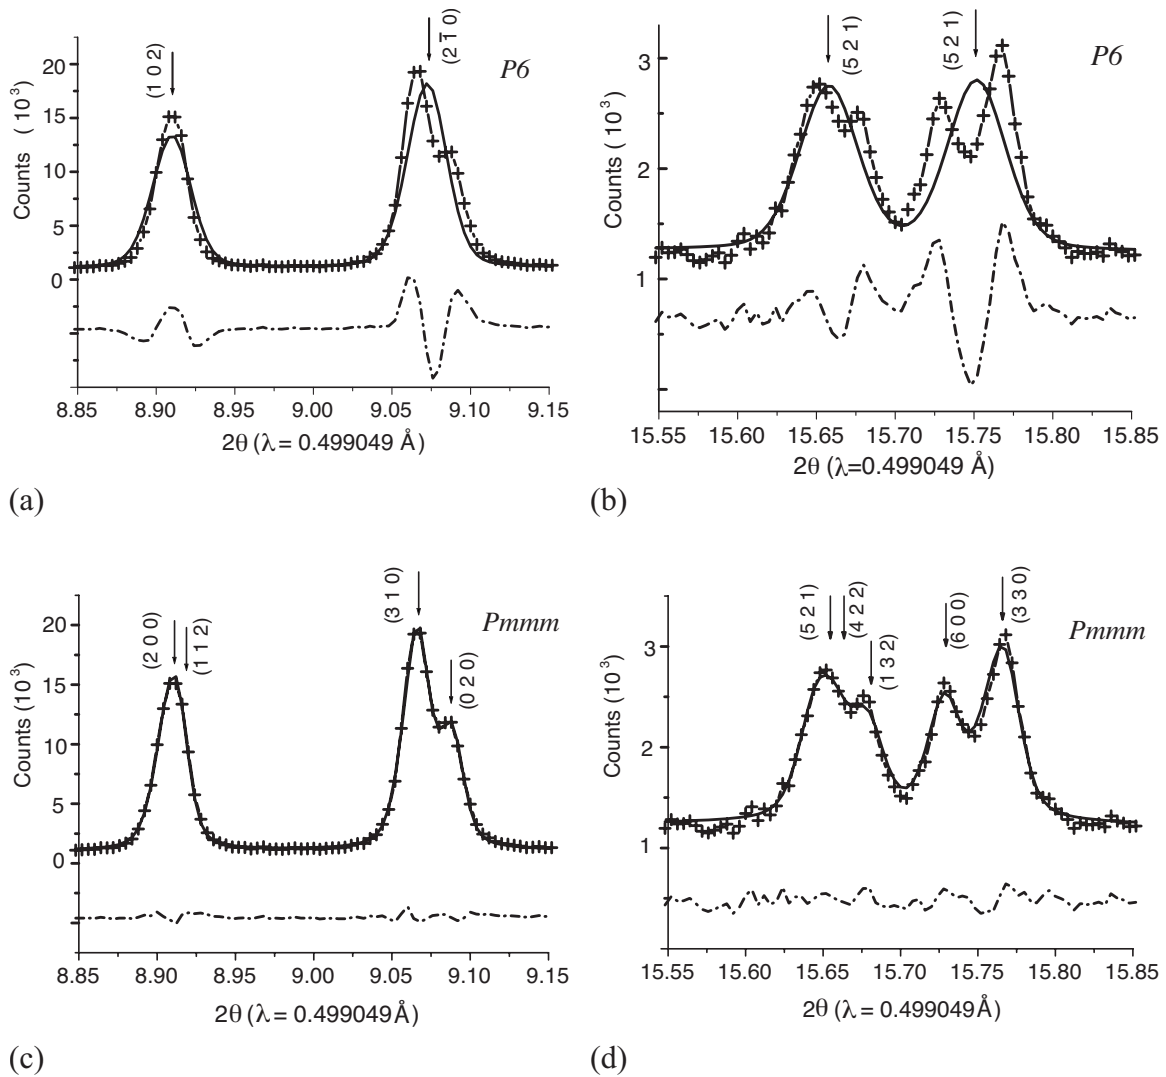 (1 0 2)
(2 1̄ 0)
P6
Counts ( 10³)
20
15
10
5
0
8.85 8.90 8.95 9.00 9.05 9.10 9.15
2θ (λ= 0.499049 Å)
(a)
(5 2 1)
(5 2 1)
P6
Counts ( 10³)
3
2
1
15.55 15.60 15.65 15.70 15.75 15.80 15.85
2θ (λ=0.499049 Å)
(b)
(2 0 0)
(1 1 2)
(3 1 0)
(0 2 0)
Pmmm
Counts (10³)
20
15
10
5
0
8.85 8.90 8.95 9.00 9.05 9.10 9.15
2θ (λ = 0.499049Å)
(c)
(5 2 1)
(4 2 2)
(1 3 2)
(6 0 0)
(3 3 0)
Pmmm
Counts (10³)
3
2
1
15.55 15.60 15.65 15.70 15.75 15.80 15.85
2θ (λ = 0.499049Å)
(d)